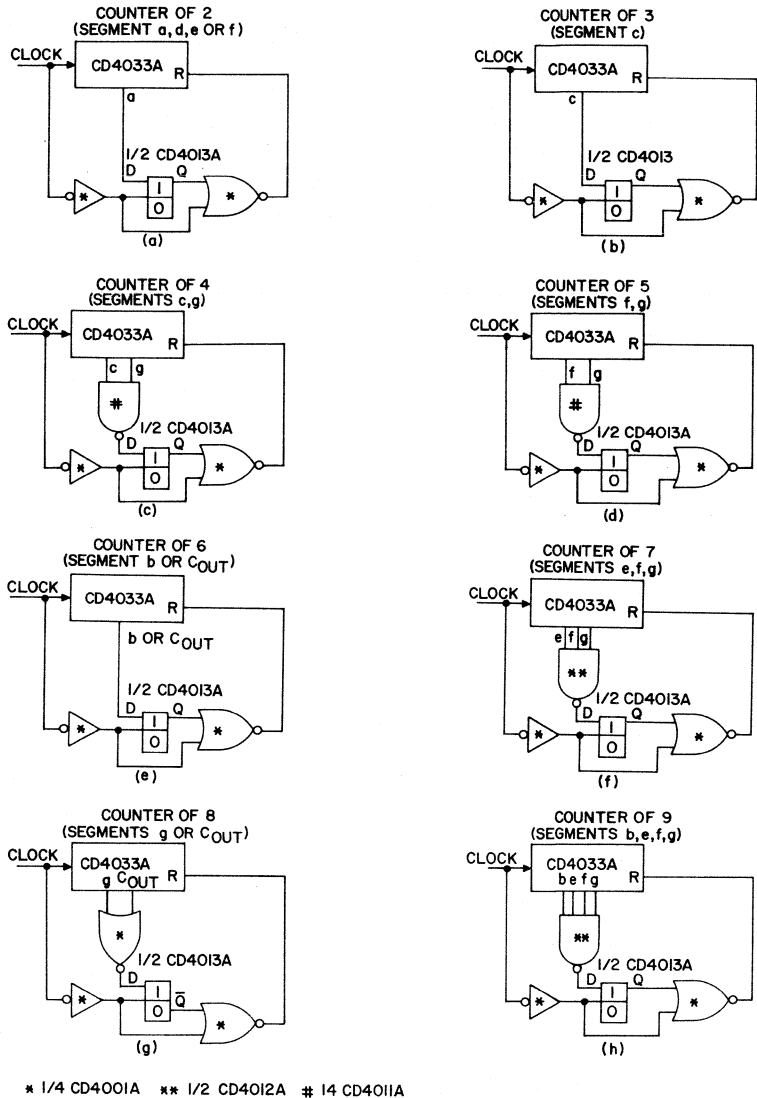 COUNTER OF 2
(SEGMENT a,d,e OR f)
CLOCK
CD4033A
R
a
1/2 CD4013A
D
Q
1
0
*
*
(a)
COUNTER OF 3
(SEGMENT c)
CLOCK
CD4033A
R
c
1/2 CD4013
D
Q
1
0
*
*
(b)
COUNTER OF 4
(SEGMENTS c,g)
CLOCK
CD4033A
R
c g
#
1/2 CD4013A
D
Q
1
0
*
*
(c)
COUNTER OF 5
(SEGMENTS f,g)
CLOCK
CD4033A
R
f g
#
1/2 CD4013A
D
Q
1
0
*
*
(d)
COUNTER OF 6
(SEGMENT b OR COUT)
CLOCK
CD4033A
R
b OR COUT
1/2 CD4013A
D
Q
1
0
*
*
(e)
COUNTER OF 7
(SEGMENTS e,f,g)
CLOCK
CD4033A
R
e f g
**
1/2 CD4013A
D
Q
1
0
*
*
(f)
COUNTER OF 8
(SEGMENTS g OR COUT)
CLOCK
CD4033A
R
g COUT
*
1/2 CD4013A
D
Q̅
1
0
*
*
(g)
COUNTER OF 9
(SEGMENTS b,e,f,g)
CLOCK
CD4033A
R
b e f g
**
1/2 CD4013A
D
Q
1
0
*
*
(h)
* 1/4 CD4001A ** 1/2 CD4012A # 14 CD4011A